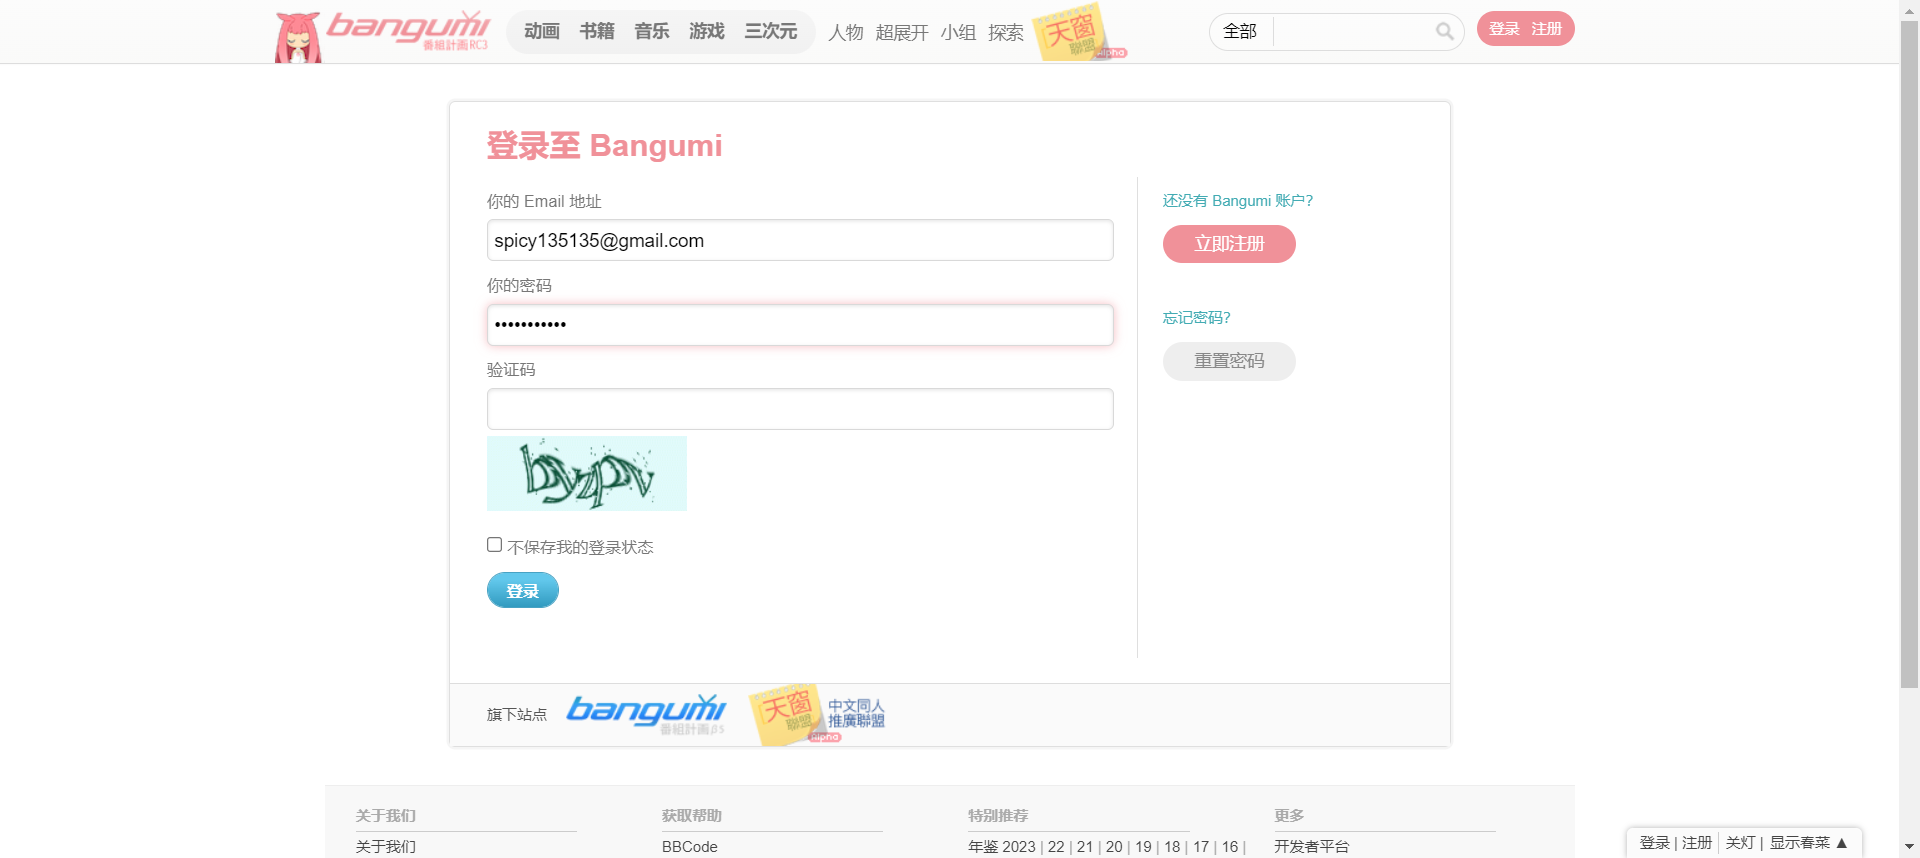 bangumi 番組計画RC3 动画 书籍 音乐 游戏 三次元 人物 超展开 小组 探索 天窗 聯盟 Alpha 全部 登录 注册
登录至 Bangumi
你的 Email 地址
spicy135135@gmail.com
你的密码
•••••••••••
验证码
不保存我的登录状态
登录
还没有 Bangumi 账户？
立即注册
忘记密码？
重置密码
旗下站点 bangumi 番組計画β5 天窗 聯盟 Alpha 中文同人
推廣聯盟
关于我们 获取帮助 特别推荐 更多
关于我们 BBCode 年鉴 2023 | 22 | 21 | 20 | 19 | 18 | 17 | 16 | 开发者平台
登录 | 注册 关灯 | 显示春菜 ▲